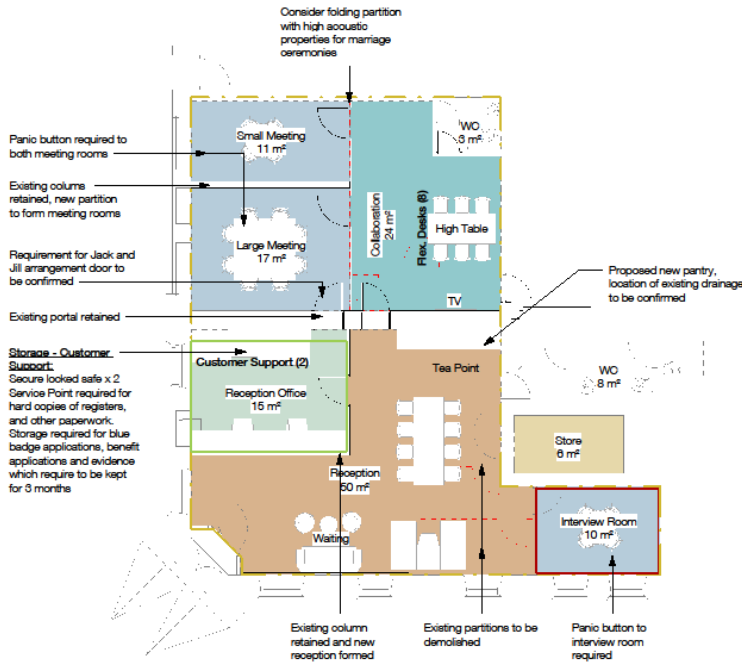 Consider folding partition
with high acoustic
properties for marriage
ceremonies
Panic button required to
both meeting rooms
Existing colums
retained, new partition
to form meeting rooms
Requirement for Jack and
Jill arrangement door to
be confirmed
Existing portal retained
Storage - Customer
Support:
Secure locked safe x 2
Service Point required for
hard copies of registers,
and other paperwork.
Storage required for blue
badge applications, benefit
applications and evidence
which require to be kept
for 3 months
Small Meeting
11 m²
WC
3 m²
Large Meeting
17 m²
Collaboration
24 m²
Flex. Desks (8)
High Table
TV
Proposed new pantry,
location of existing drainage
to be confirmed
Customer Support (2)
Reception Office
15 m²
Tea Point
WC
8 m²
Store
6 m²
Reception
50 m²
Waiting
Interview Room
10 m²
Existing column
retained and new
reception formed
Existing partitions to be
demolished
Panic button to
interview room
required